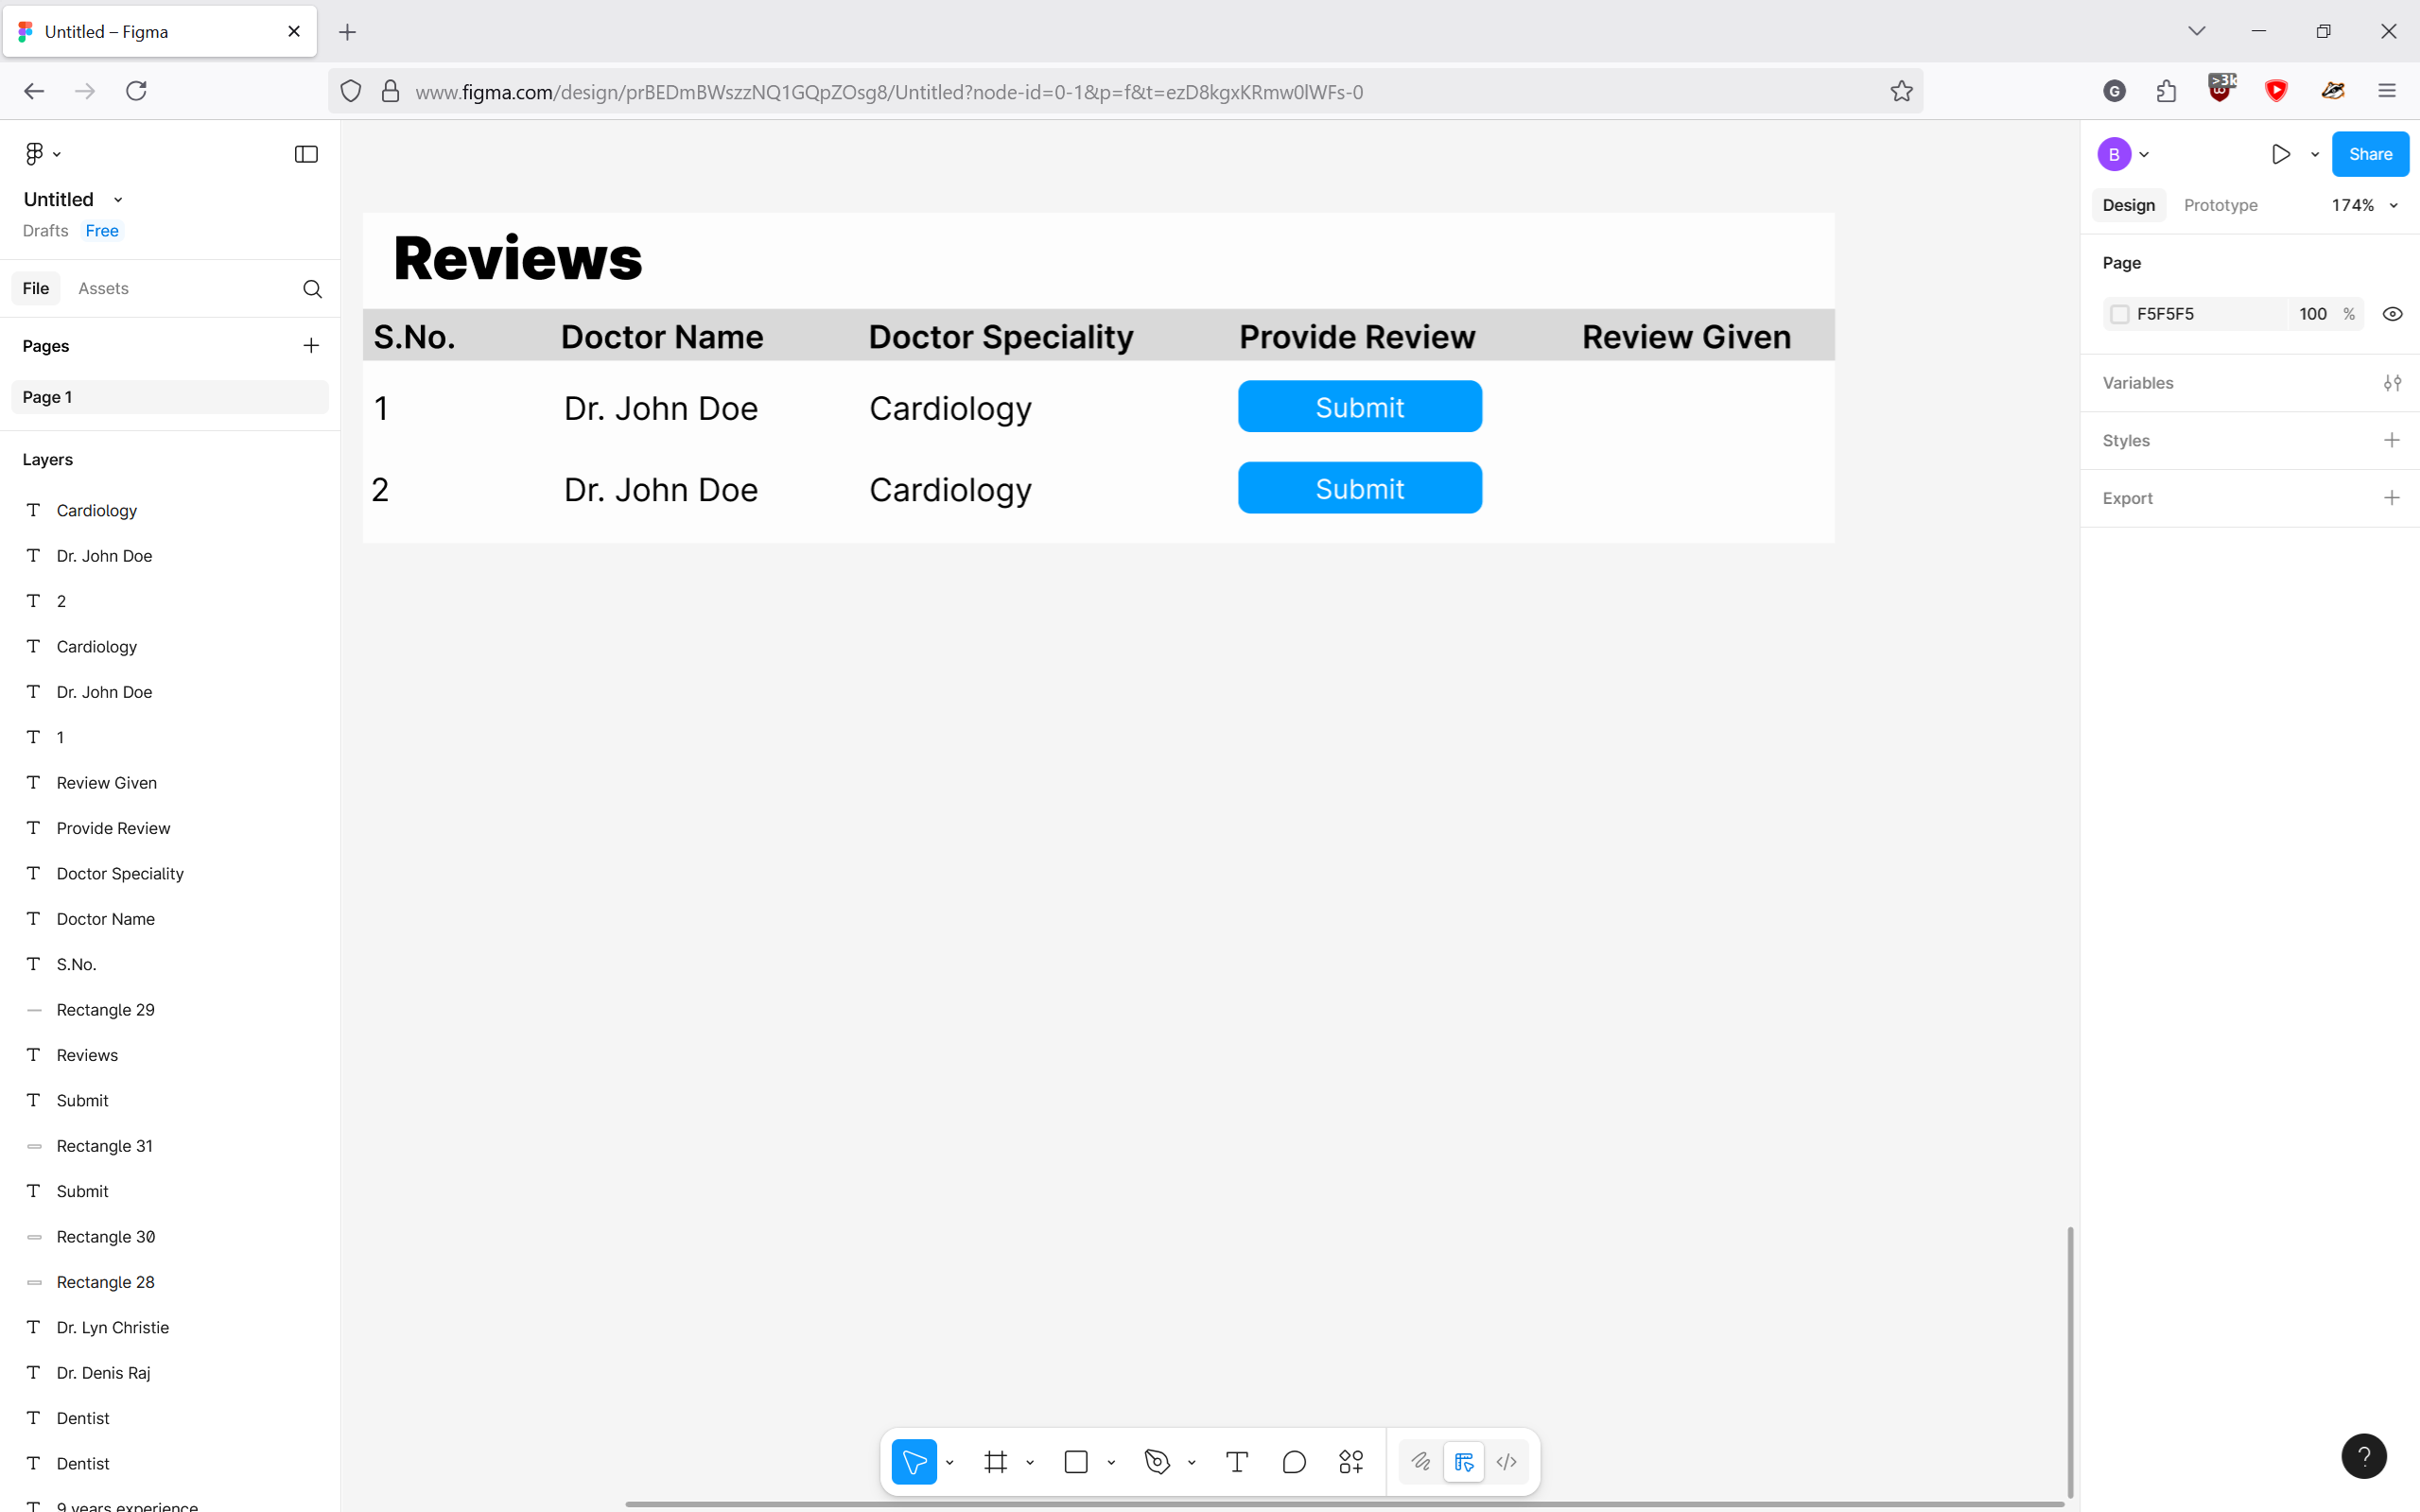 Untitled – Figma
www.figma.com/design/prBEDmBWszzNQ1GQpZOsg8/Untitled?node-id=0-1&p=f&t=ezD8kgxKRmw0lWFs-0
G
>3k
Untitled
Drafts Free
File Assets
Pages
Page 1
Layers
Cardiology
Dr. John Doe
2
Cardiology
Dr. John Doe
1
Review Given
Provide Review
Doctor Speciality
Doctor Name
S.No.
Rectangle 29
Reviews
Submit
Rectangle 31
Submit
Rectangle 30
Rectangle 28
Dr. Lyn Christie
Dr. Denis Raj
Dentist
Dentist
9 years experience
Reviews
S.No. Doctor Name Doctor Speciality Provide Review Review Given
1 Dr. John Doe Cardiology Submit
2 Dr. John Doe Cardiology Submit
B Share
Design Prototype 174%
Page
F5F5F5 100 %
Variables
Styles
Export
?